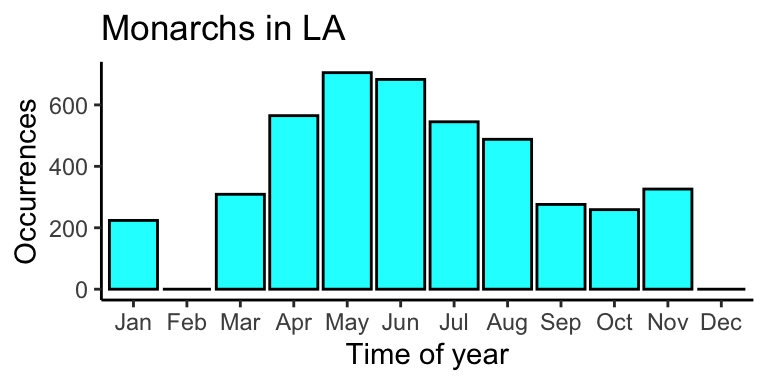 Monarchs in LA
Occurrences
600
400
200
0
Jan Feb Mar Apr May Jun Jul Aug Sep Oct Nov Dec
Time of year